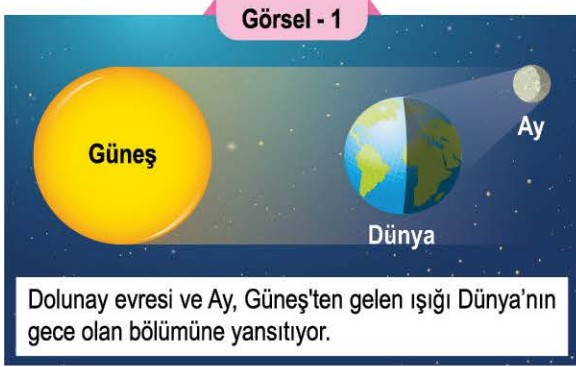 Görsel - 1
Güneş
Ay
Dünya
Dolunay evresi ve Ay, Güneş'ten gelen ışığı Dünya’nın
gece olan bölümüne yansıtıyor.